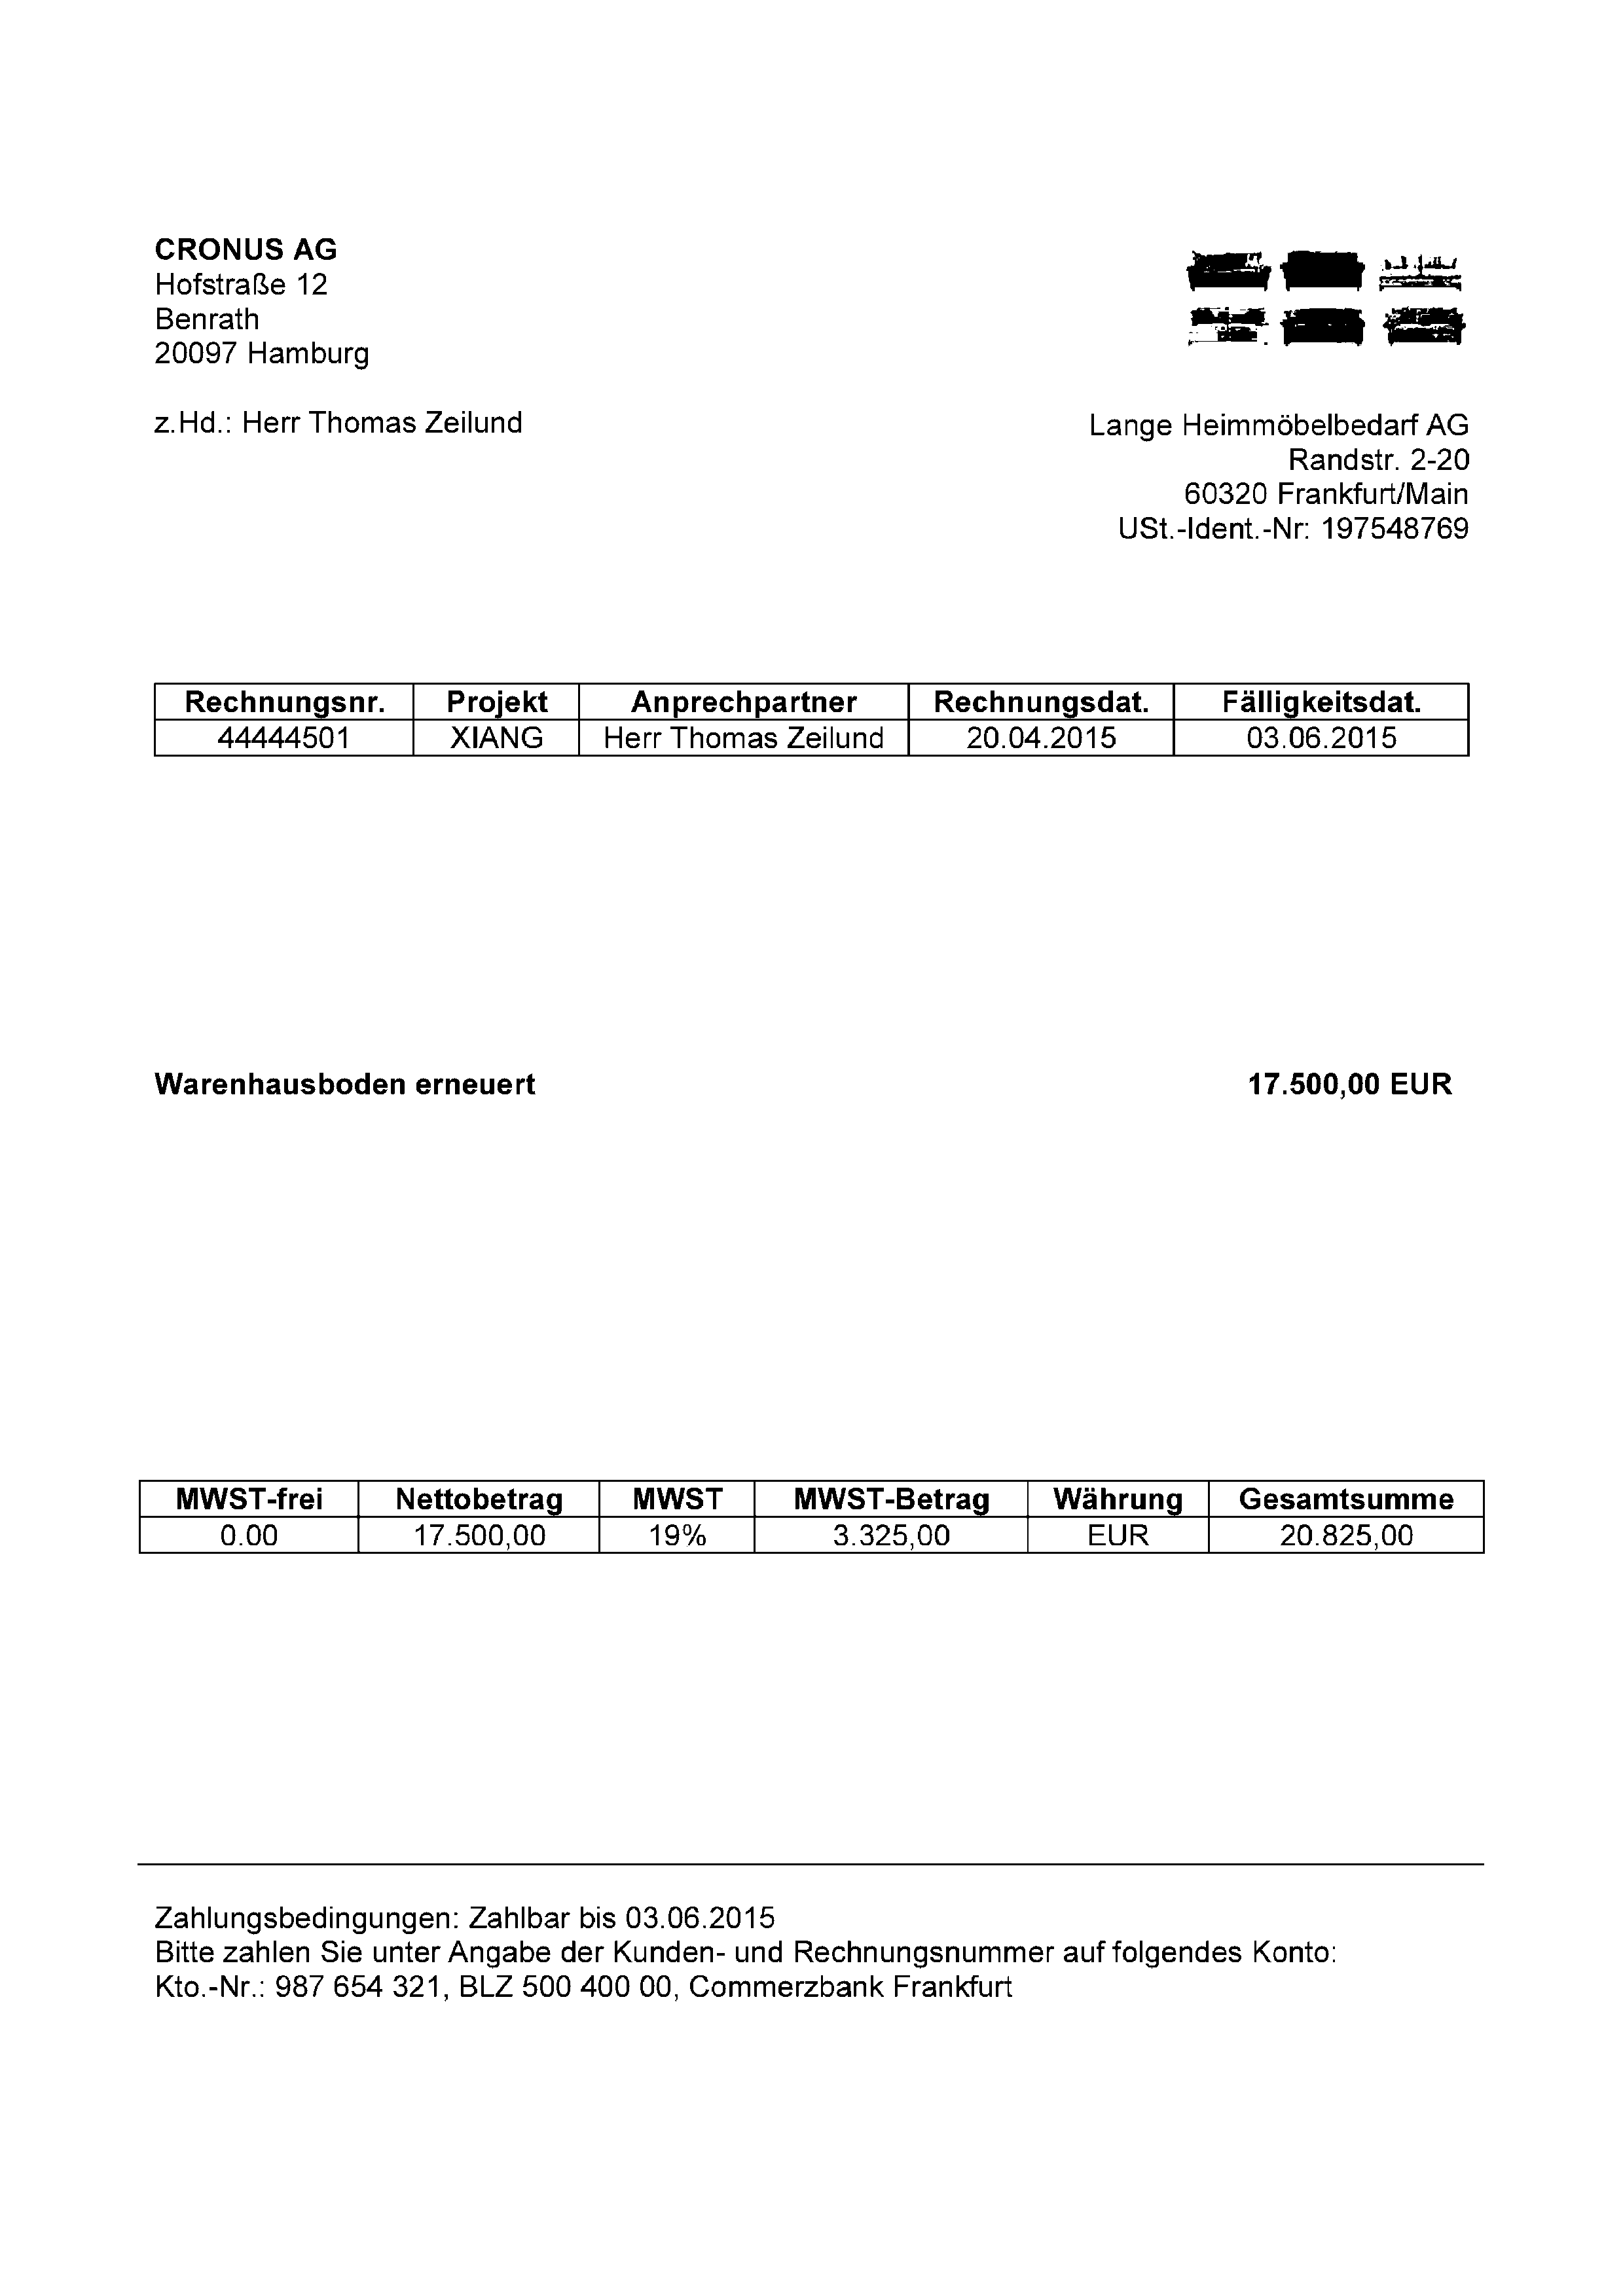 CRONUS AG
Hofstraße 12
Benrath
20097 Hamburg
z.Hd.: Herr Thomas Zeilund
Lange Heimmöbelbedarf AG
Randstr. 2-20
60320 Frankfurt/Main
USt.-Ident.-Nr: 197548769
Rechnungsnr. Projekt Anprechpartner Rechnungsdat. Fälligkeitsdat.
44444501 XIANG Herr Thomas Zeilund 20.04.2015 03.06.2015
Warenhausboden erneuert 17.500,00 EUR
MWST-frei Nettobetrag MWST MWST-Betrag Währung Gesamtsumme
0.00 17.500,00 19% 3.325,00 EUR 20.825,00
Zahlungsbedingungen: Zahlbar bis 03.06.2015
Bitte zahlen Sie unter Angabe der Kunden- und Rechnungsnummer auf folgendes Konto:
Kto.-Nr.: 987 654 321, BLZ 500 400 00, Commerzbank Frankfurt